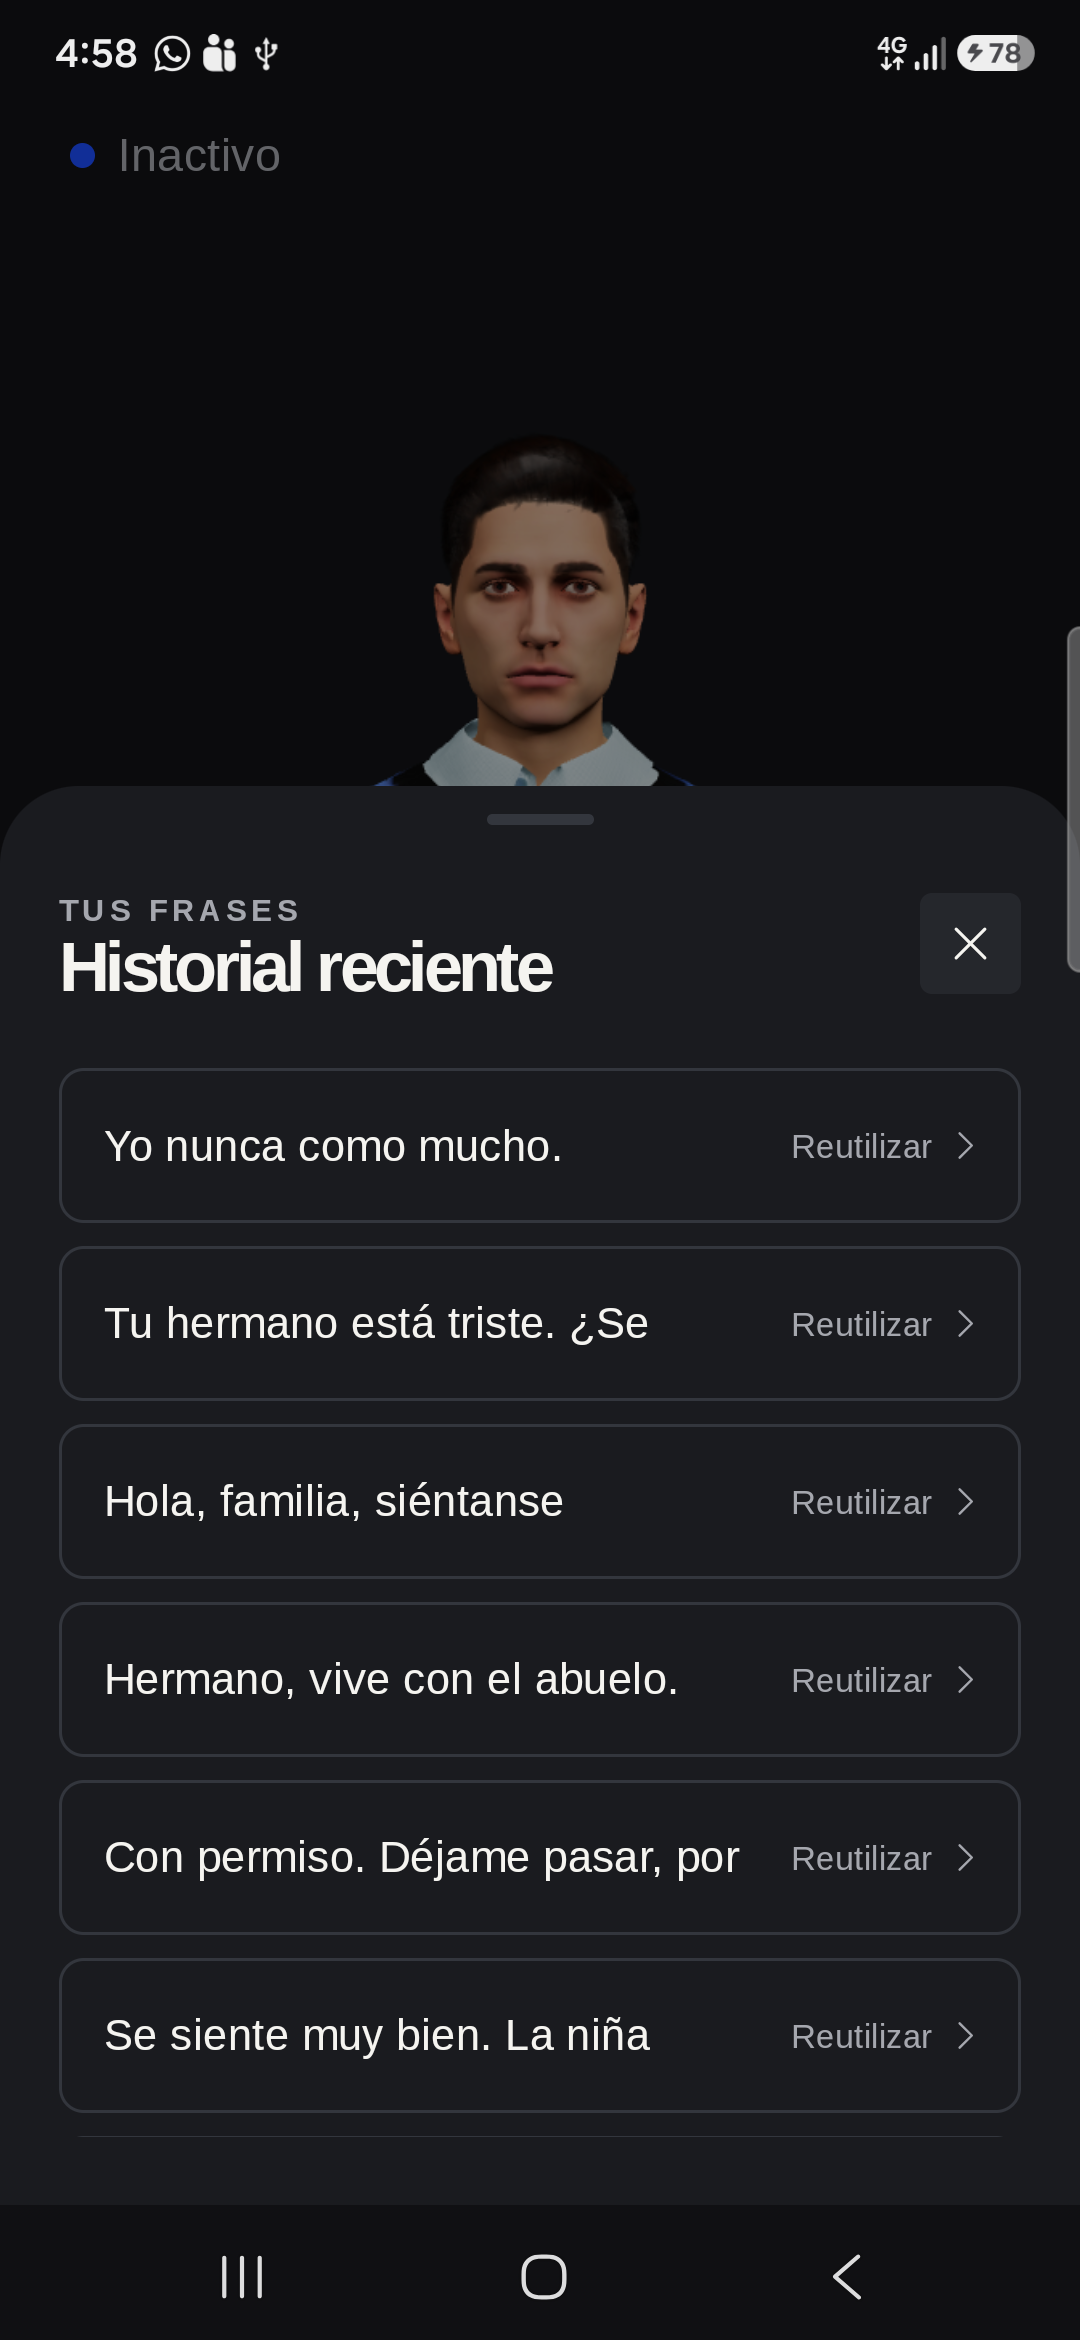 4:58
4G
78
Inactivo
TUS FRASES
Historial reciente
Yo nunca como mucho.
Reutilizar
Tu hermano está triste. ¿Se
Reutilizar
Hola, familia, siéntanse
Reutilizar
Hermano, vive con el abuelo.
Reutilizar
Con permiso. Déjame pasar, por
Reutilizar
Se siente muy bien. La niña
Reutilizar